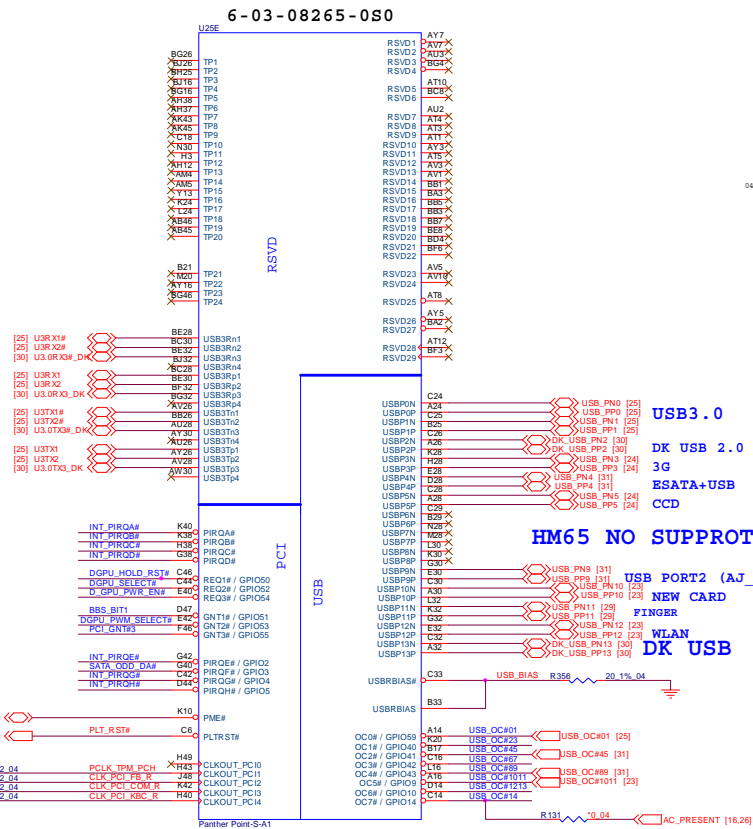 6-03-08265-0S0
U25E
BG26 TP1
BJ26 TP2
BH25 TP3
BJ16 TP4
BG16 TP5
AH38 TP6
AH37 TP7
AK43 TP8
AK45 TP9
C18 TP10
N30 TP11
H3 TP12
AH12 TP13
AM4 TP14
AM5 TP15
Y13 TP16
K24 TP17
L24 TP18
AB46 TP19
AB45 TP20
B21 TP21
M20 TP22
AY16 TP23
BG46 TP24
RSVD
RSVD1 AY7
RSVD2 AV7
RSVD3 AU3
RSVD4 BG4
RSVD5 AT10
RSVD6 BC8
RSVD7 AU2
RSVD8 AT4
RSVD9 AT3
RSVD10 AT1
RSVD11 AY3
RSVD12 AT5
RSVD13 AV3
RSVD14 AV1
RSVD15 BB1
RSVD16 BA3
RSVD17 BB5
RSVD18 BB3
RSVD19 BB7
RSVD20 BE8
RSVD21 BD4
RSVD22 BF6
RSVD23 AV5
RSVD24 AV10
RSVD25 AT8
RSVD26 AY5
RSVD27 BA2
RSVD28 AT12
RSVD29 BF3
04
[25] U3RX1# BE28 USB3Rn1
[25] U3RX2# BC30 USB3Rn2
[30] U3.0RX3#_DK BE32 USB3Rn3
BJ32 USB3Rn4
[25] U3RX1 BC28 USB3Rp1
[25] U3RX2 BE30 USB3Rp2
[30] U3.0RX3_DK BF32 USB3Rp3
BG32 USB3Rp4
[25] U3TX1# AV26 USB3Tn1
[25] U3TX2# BB26 USB3Tn2
[30] U3.0TX3#_DK AU28 USB3Tn3
AY30 USB3Tn4
[25] U3TX1 AU26 USB3Tp1
[25] U3TX2 AY26 USB3Tp2
[30] U3.0TX3_DK AV28 USB3Tp3
AW30 USB3Tp4
USBP0N C24 USB_PN0 [25]
USBP0P A24 USB_PP0 [25]
USBP1N C25 USB_PN1 [25]
USBP1P B25 USB_PP1 [25]
USB3.0
USBP2N C26 DK_USB_PN2 [30]
USBP2P A26 DK_USB_PP2 [30]
DK USB 2.0
USBP3N K28 USB_PN3 [24]
USBP3P H28 USB_PP3 [24]
3G
USBP4N E28 USB_PN4 [31]
USBP4P D28 USB_PP4 [31]
ESATA+USB
USBP5N C28 USB_PN5 [24]
USBP5P A28 USB_PP5 [24]
CCD
USBP6N C29
USBP6P B29
USBP7N N28
USBP7P M28
USBP8N L30
USBP8P K30
HM65 NO SUPPROT
USBP9N G30 USB_PN9 [31]
USBP9P E30 USB_PP9 [31]
USB PORT2 (AJ_
USBP10N C30 USB_PN10 [23]
USBP10P A30 USB_PP10 [23]
NEW CARD
USBP11N L32 USB_PN11 [29]
USBP11P K32 USB_PP11 [29]
FINGER
USBP12N G32 USB_PN12 [23]
USBP12P E32 USB_PP12 [23]
WLAN
USBP13N C32 DK_USB_PN13 [30]
USBP13P A32 DK_USB_PP13 [30]
DK USB
PCI
USB
INT_PIRQA# K40 PIRQA#
INT_PIRQB# K38 PIRQB#
INT_PIRQC# H38 PIRQC#
INT_PIRQD# G38 PIRQD#
DGPU_HOLD_RST# C46 REQ1# / GPIO50
DGPU_SELECT# C44 REQ2# / GPIO52
D_GPU_PWR_EN# E40 REQ3# / GPIO54
BBS_BIT1 D47 GNT1# / GPIO51
DGPU_PWM_SELECT# E42 GNT2# / GPIO53
PCI_GNT#3 F46 GNT3# / GPIO55
INT_PIRQE# G42 PIRQE# / GPIO2
SATA_ODD_DA# G40 PIRQF# / GPIO3
INT_PIRQG# C42 PIRQG# / GPIO4
INT_PIRQH# D44 PIRQH# / GPIO5
K10 PME#
PLT_RST# C6 PLTRST#
H49 CLKOUT_PCI0
2_04 PCLK_TPM_PCH H43 CLKOUT_PCI1
2_04 CLK_PCI_FB_R J48 CLKOUT_PCI2
2_04 CLK_PCI_COM_R K42 CLKOUT_PCI3
2_04 CLK_PCI_KBC_R H40 CLKOUT_PCI4
USBRBIAS# C33 USB_BIAS R356 20_1%_04
USBRBIAS B33
OC0# / GPIO59 A14 USB_OC#01 USB_OC#01 [25]
OC1# / GPIO40 K20 USB_OC#23
OC2# / GPIO41 B17 USB_OC#45 USB_OC#45 [31]
OC3# / GPIO42 C16 USB_OC#67
OC4# / GPIO43 L16 USB_OC#89 USB_OC#89 [31]
OC5# / GPIO9 A16 USB_OC#1011 USB_OC#1011 [23]
OC6# / GPIO10 D14 USB_OC#1213
OC7# / GPIO14 C14 USB_OC#14
R131 *0_04 AC_PRESENT [16,26]
Panther Point-S-A1